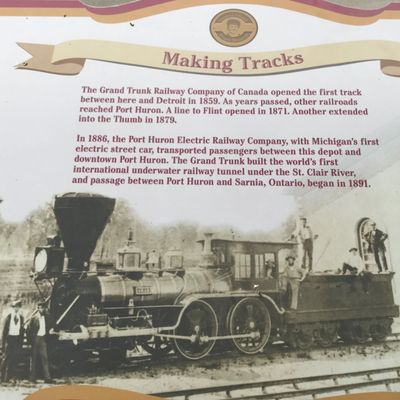 Making Tracks
The Grand Trunk Railway Company of Canada opened the first track
between here and Detroit in 1859. As years passed, other railroads
reached Port Huron. A line to Flint opened in 1871. Another extended
into the Thumb in 1879.
In 1886, the Port Huron Electric Railway Company, with Michigan's first
electric street car, transported passengers between this depot and
downtown Port Huron. The Grand Trunk built the world's first
international underwater railway tunnel under the St. Clair River,
and passage between Port Huron and Sarnia, Ontario, began in 1891.